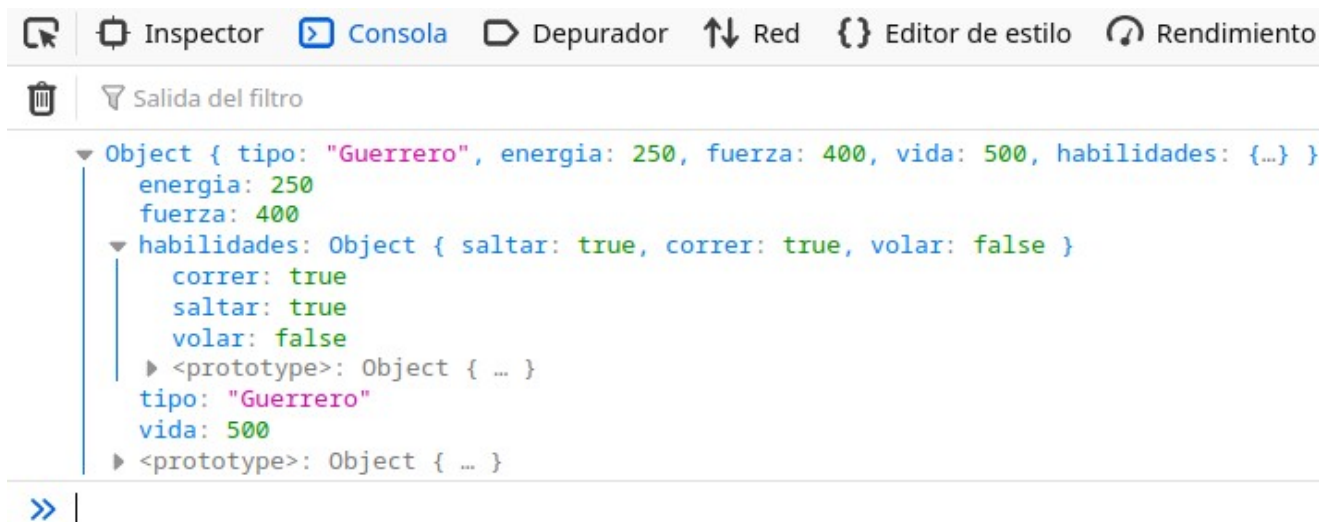 Inspector Consola Depurador Red {} Editor de estilo Rendimiento
Salida del filtro
Object { tipo: "Guerrero", energia: 250, fuerza: 400, vida: 500, habilidades: {…} }
energia: 250
fuerza: 400
habilidades: Object { saltar: true, correr: true, volar: false }
correr: true
saltar: true
volar: false
<prototype>: Object { … }
tipo: "Guerrero"
vida: 500
<prototype>: Object { … }